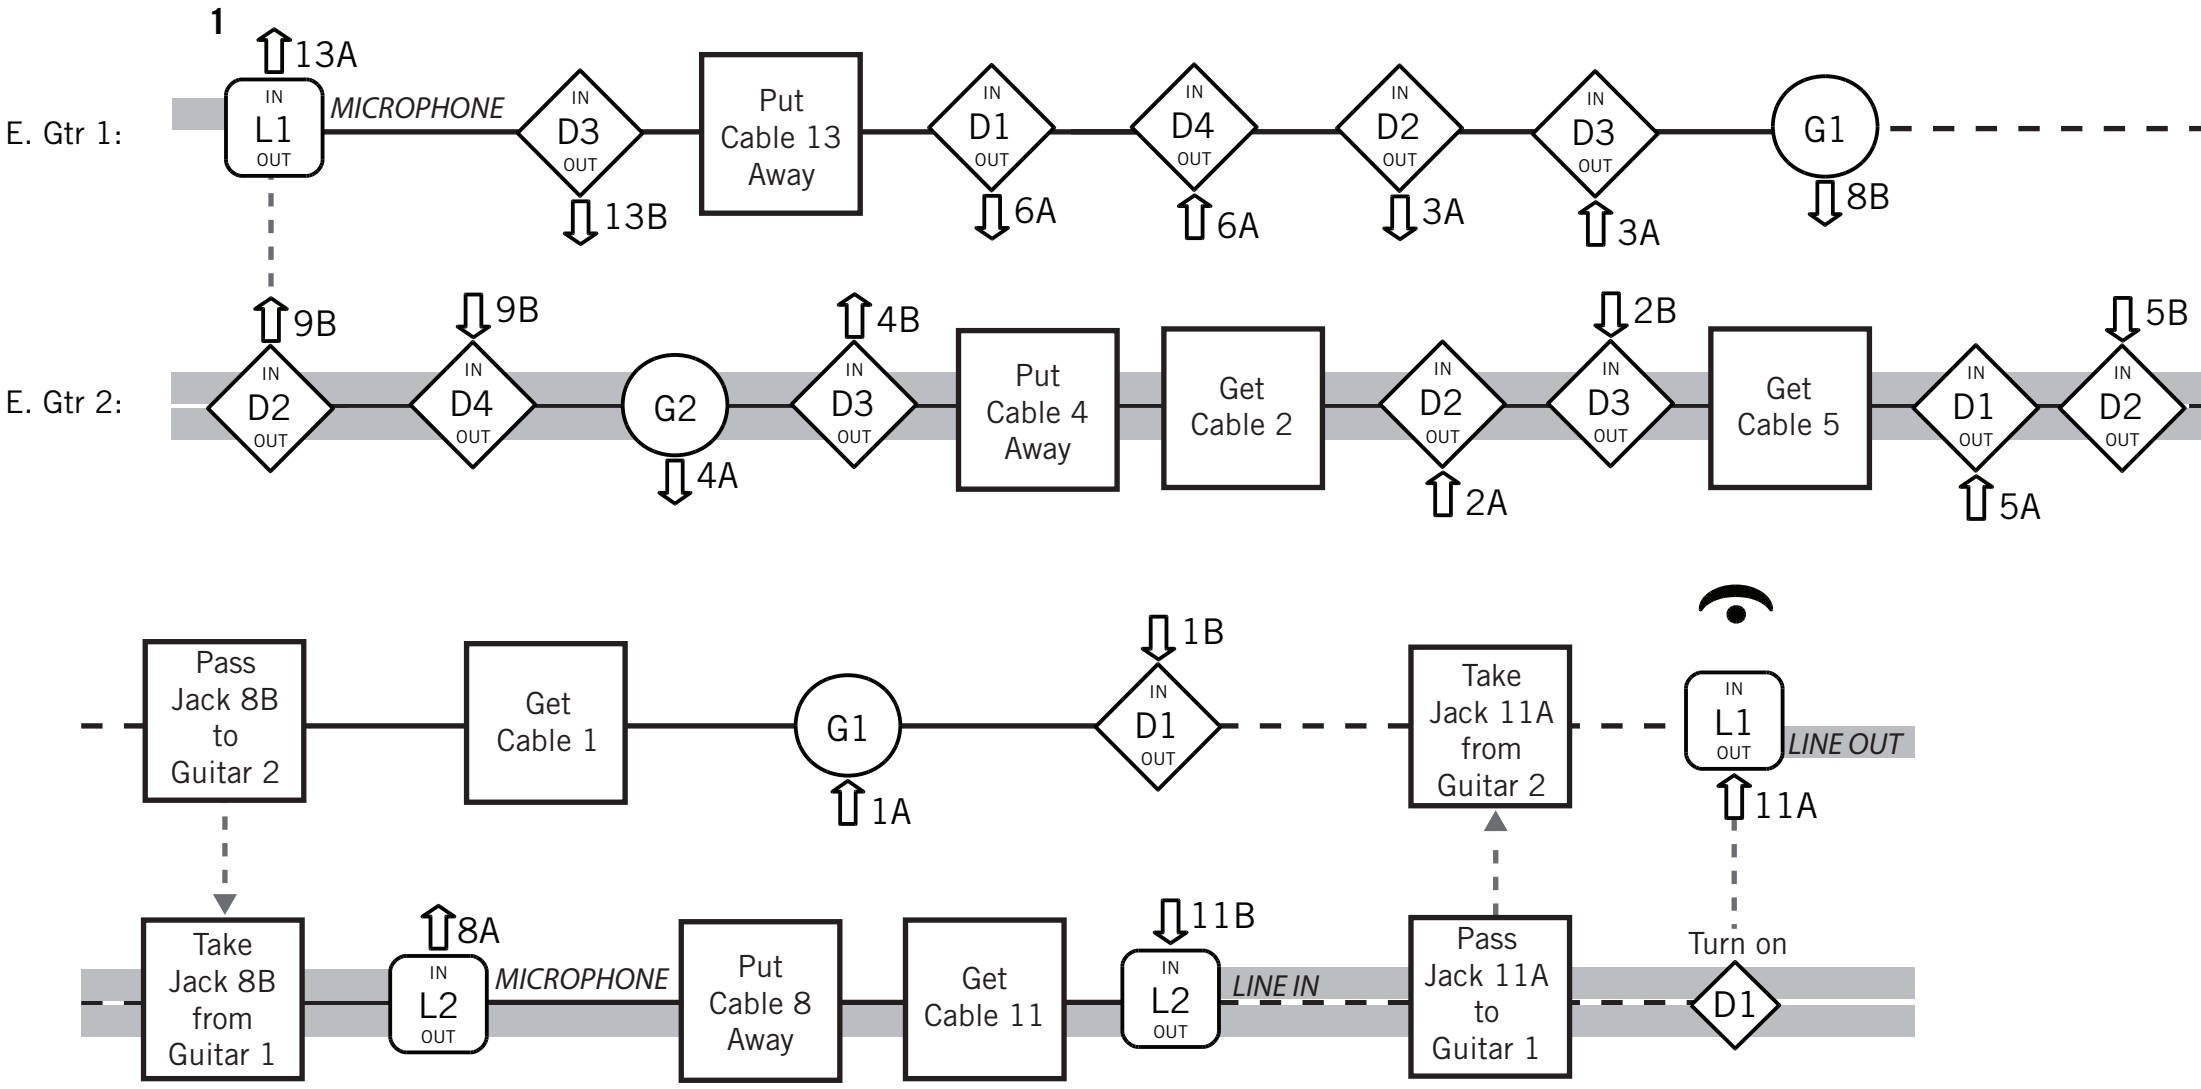 1
13A
E. Gtr 1:
IN
L1
OUT
MICROPHONE
IN
D3
OUT
13B
Put
Cable 13
Away
IN
D1
OUT
6A
IN
D4
OUT
6A
IN
D2
OUT
3A
IN
D3
OUT
3A
G1
8B
E. Gtr 2:
9B
IN
D2
OUT
9B
IN
D4
OUT
G2
4A
4B
IN
D3
OUT
Put
Cable 4
Away
Get
Cable 2
IN
D2
OUT
2A
2B
IN
D3
OUT
Get
Cable 5
IN
D1
OUT
5A
5B
IN
D2
OUT
Pass
Jack 8B
to
Guitar 2
Get
Cable 1
G1
1A
1B
IN
D1
OUT
Take
Jack 11A
from
Guitar 2
IN
L1
OUT
LINE OUT
11A
Take
Jack 8B
from
Guitar 1
8A
IN
L2
OUT
MICROPHONE
Put
Cable 8
Away
Get
Cable 11
11B
IN
L2
OUT
LINE IN
Pass
Jack 11A
to
Guitar 1
Turn on
D1